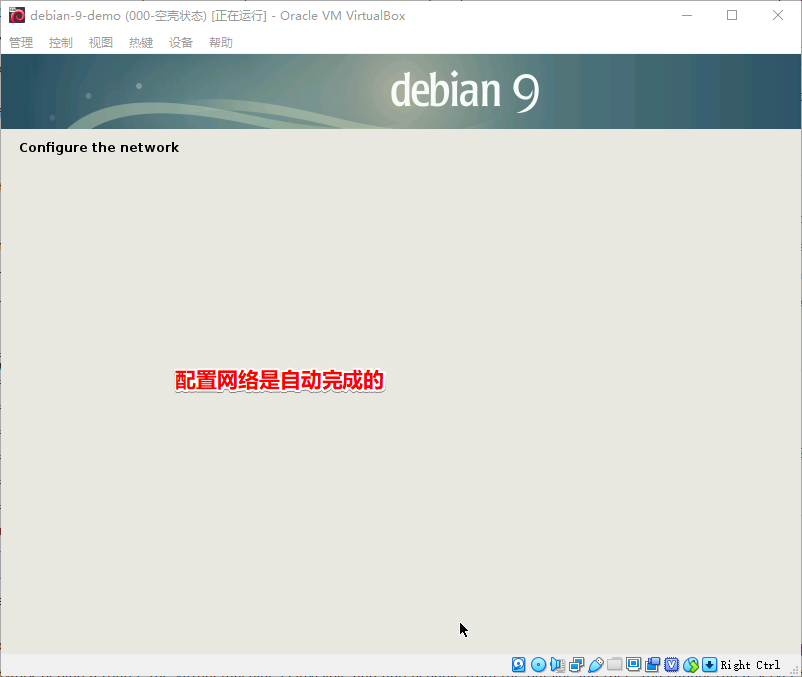 debian-9-demo (000-空壳状态) [正在运行] - Oracle VM VirtualBox
管理 控制 视图 热键 设备 帮助
debian 9
Configure the network
配置网络是自动完成的
Right Ctrl